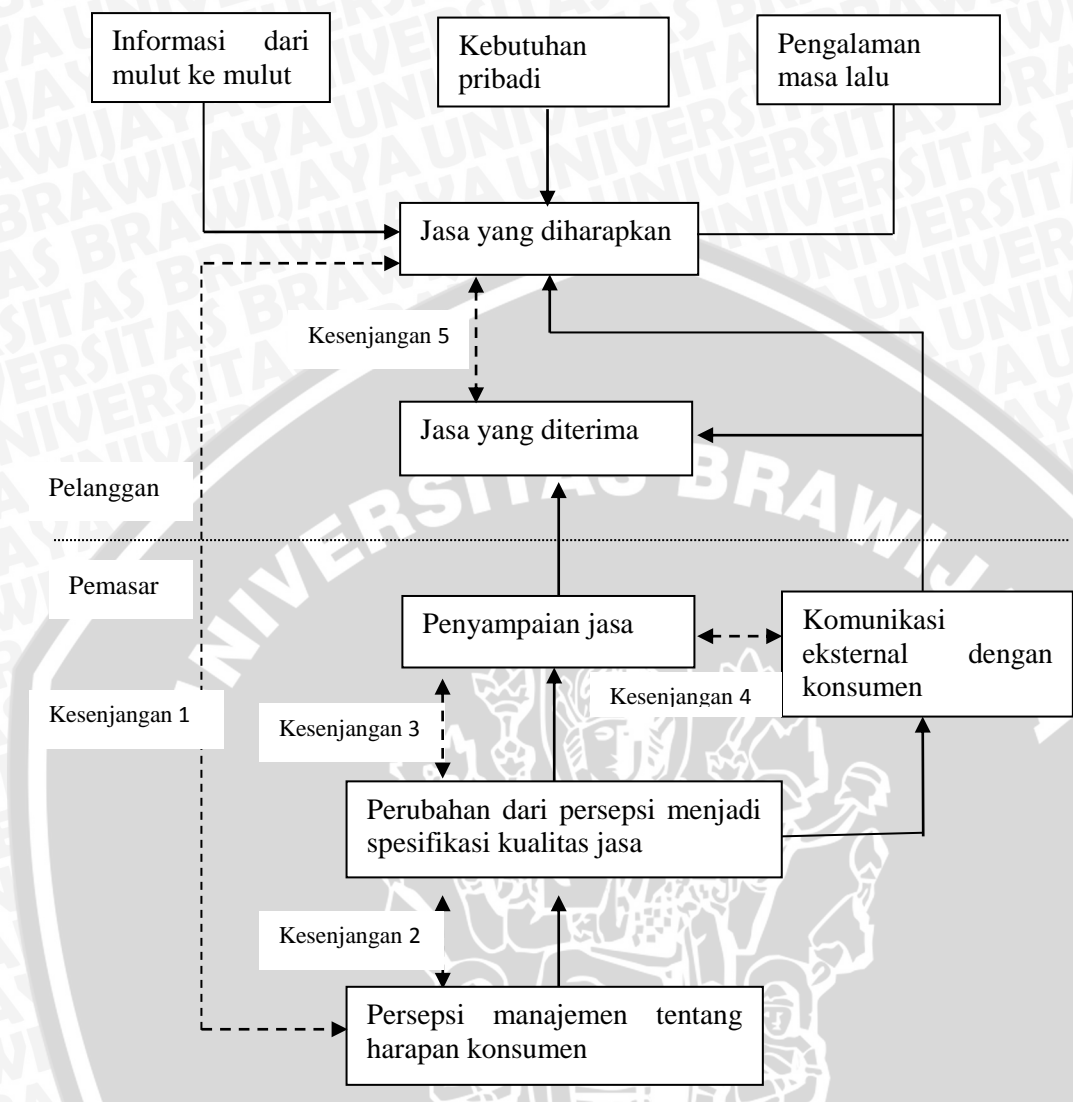 Informasi dari
mulut ke mulut
Kebutuhan
pribadi
Pengalaman
masa lalu
Jasa yang diharapkan
Kesenjangan 5
Jasa yang diterima
Pelanggan
Pemasar
Penyampaian jasa
Komunikasi
eksternal dengan
konsumen
Kesenjangan 4
Kesenjangan 1
Kesenjangan 3
Perubahan dari persepsi menjadi
spesifikasi kualitas jasa
Kesenjangan 2
Persepsi manajemen tentang
harapan konsumen
UNIVERSITAS BRAWIJAYA